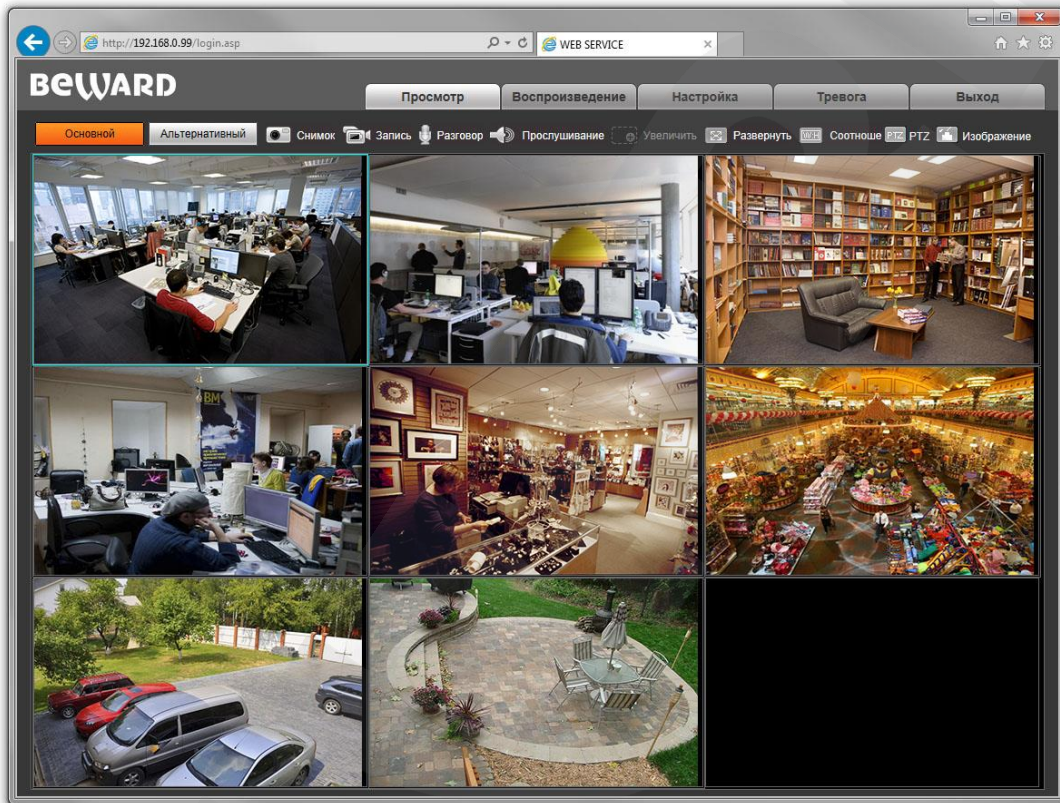 http://192.168.0.99/login.asp
WEB SERVICE
BEWARD
Просмотр
Воспроизведение
Настройка
Тревога
Выход
Основной
Альтернативный
Снимок
Запись
Разговор
Прослушивание
Увеличить
Развернуть
Соотноше
PTZ
PTZ
Изображение
BM